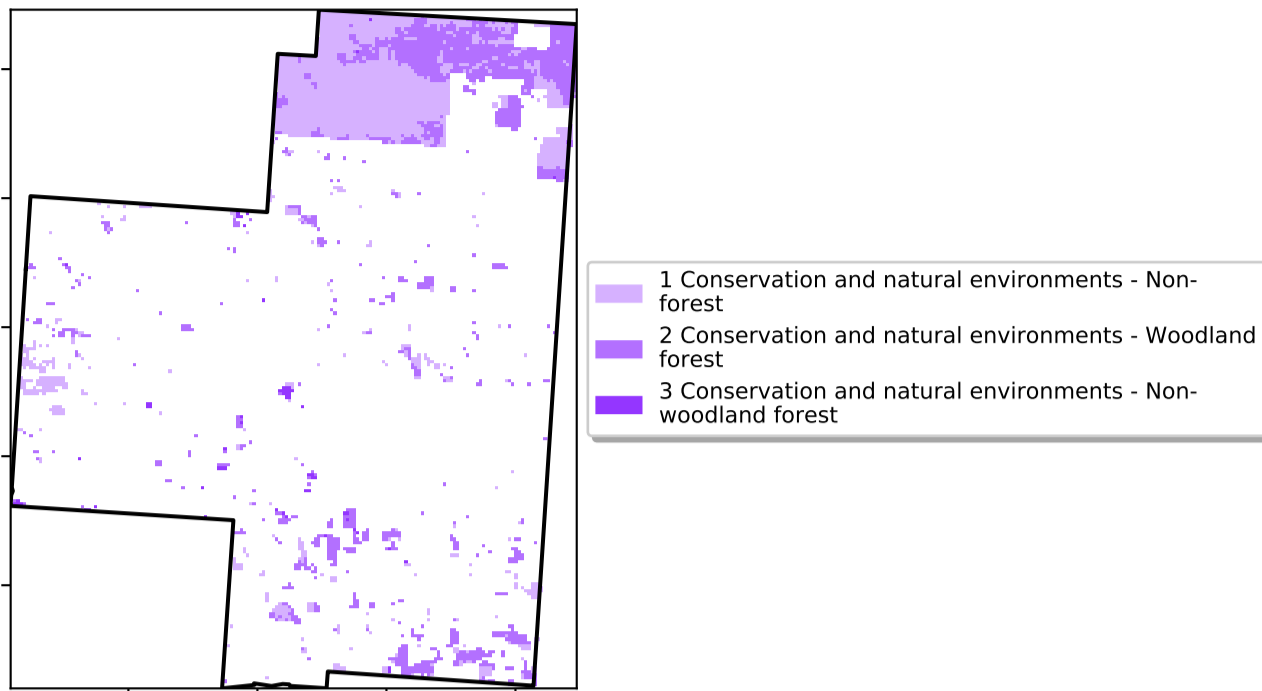 1 Conservation and natural environments - Non-
forest
2 Conservation and natural environments - Woodland
forest
3 Conservation and natural environments - Non-
woodland forest